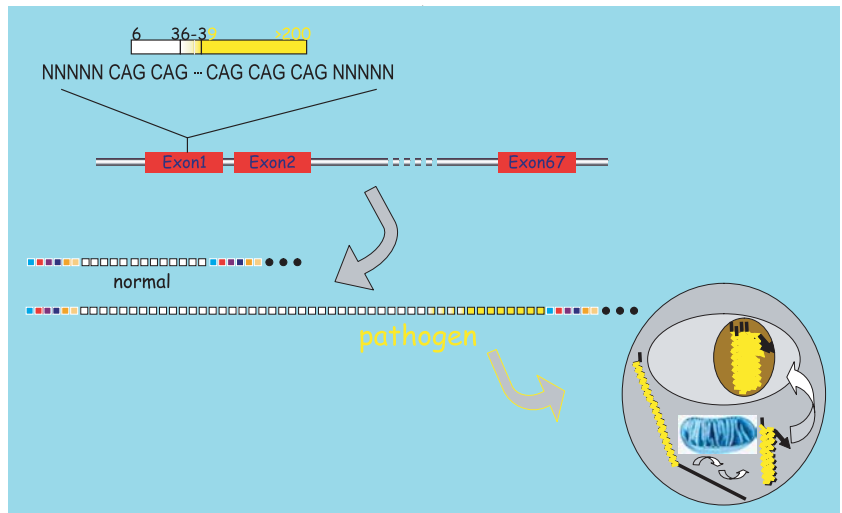 6 36-39 >200
NNNNN CAG CAG ··· CAG CAG CAG NNNNN
Exon1 Exon2 Exon67
normal
pathogen